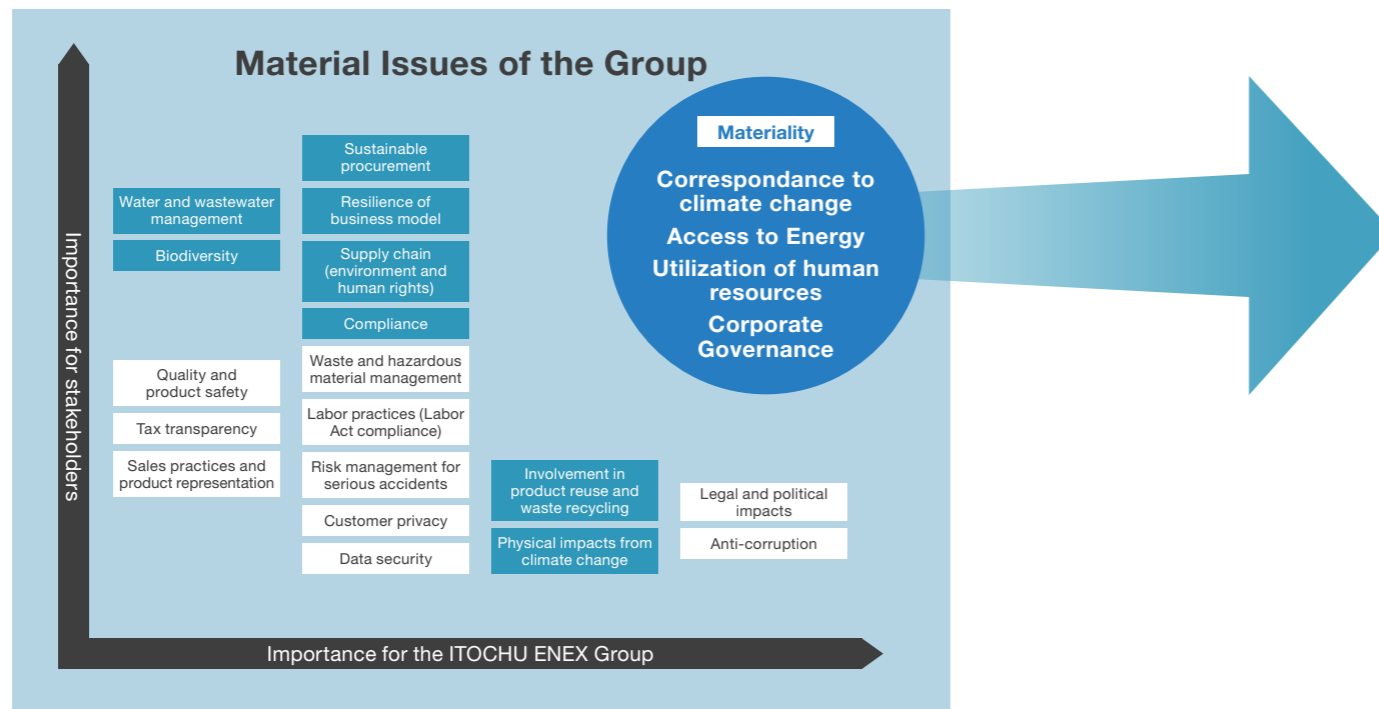 Material Issues of the Group
Importance for stakeholders
Water and wastewater
management
Biodiversity
Quality and
product safety
Tax transparency
Sales practices and
product representation
Sustainable
procurement
Resilience of
business model
Supply chain
(environment and
human rights)
Compliance
Waste and hazardous
material management
Labor practices (Labor
Act compliance)
Risk management for
serious accidents
Customer privacy
Data security
Involvement in
product reuse and
waste recycling
Physical impacts from
climate change
Legal and political
impacts
Anti-corruption
Materiality
Correspondance to
climate change
Access to Energy
Utilization of human
resources
Corporate
Governance
Importance for the ITOCHU ENEX Group